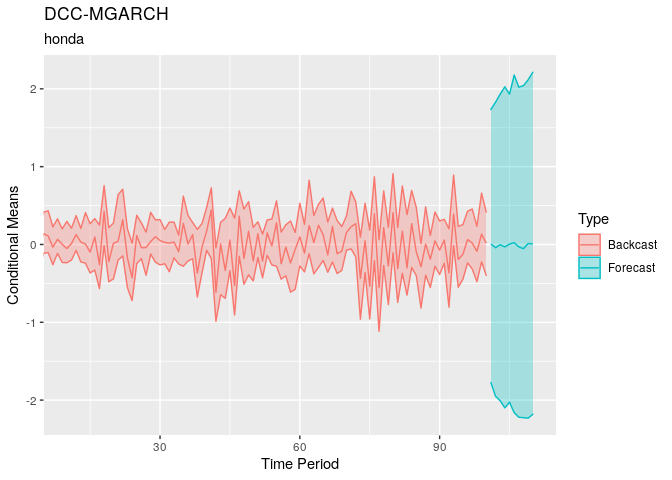 DCC-MGARCH
honda
Conditional Means
2
1
0
-1
-2
30
60
90
Time Period
Type
Backcast
Forecast